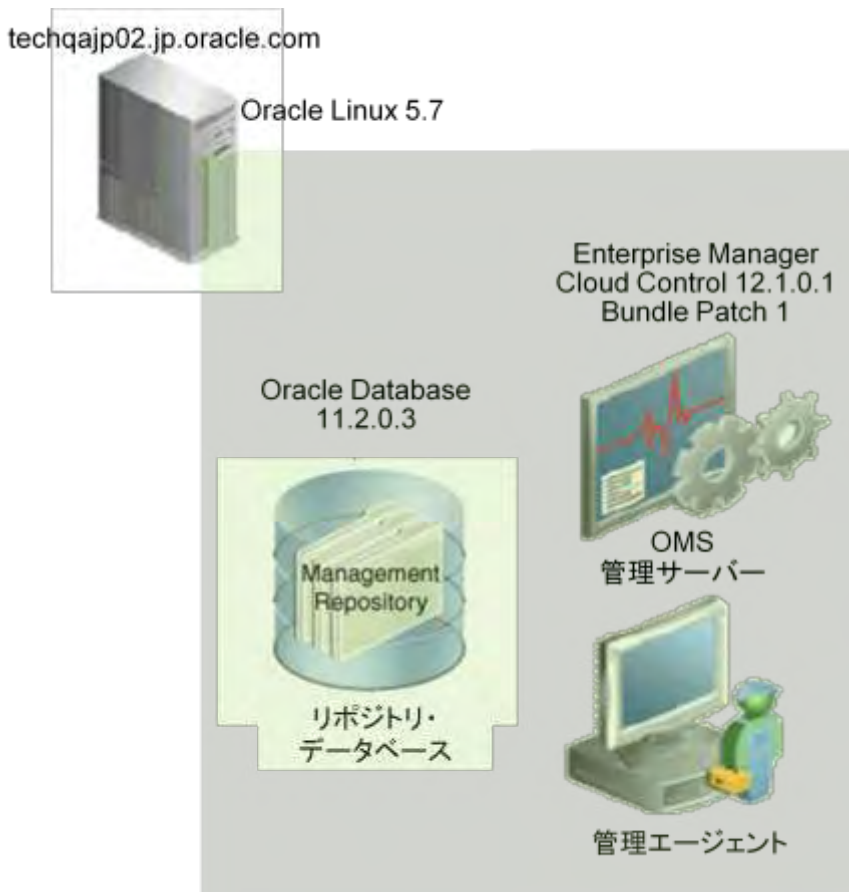 techqajp02.jp.oracle.com
Oracle Linux 5.7
Enterprise Manager
Cloud Control 12.1.0.1
Bundle Patch 1
Oracle Database
11.2.0.3
Management
Repository
リポジトリ・
データベース
OMS
管理サーバー
管理エージェント